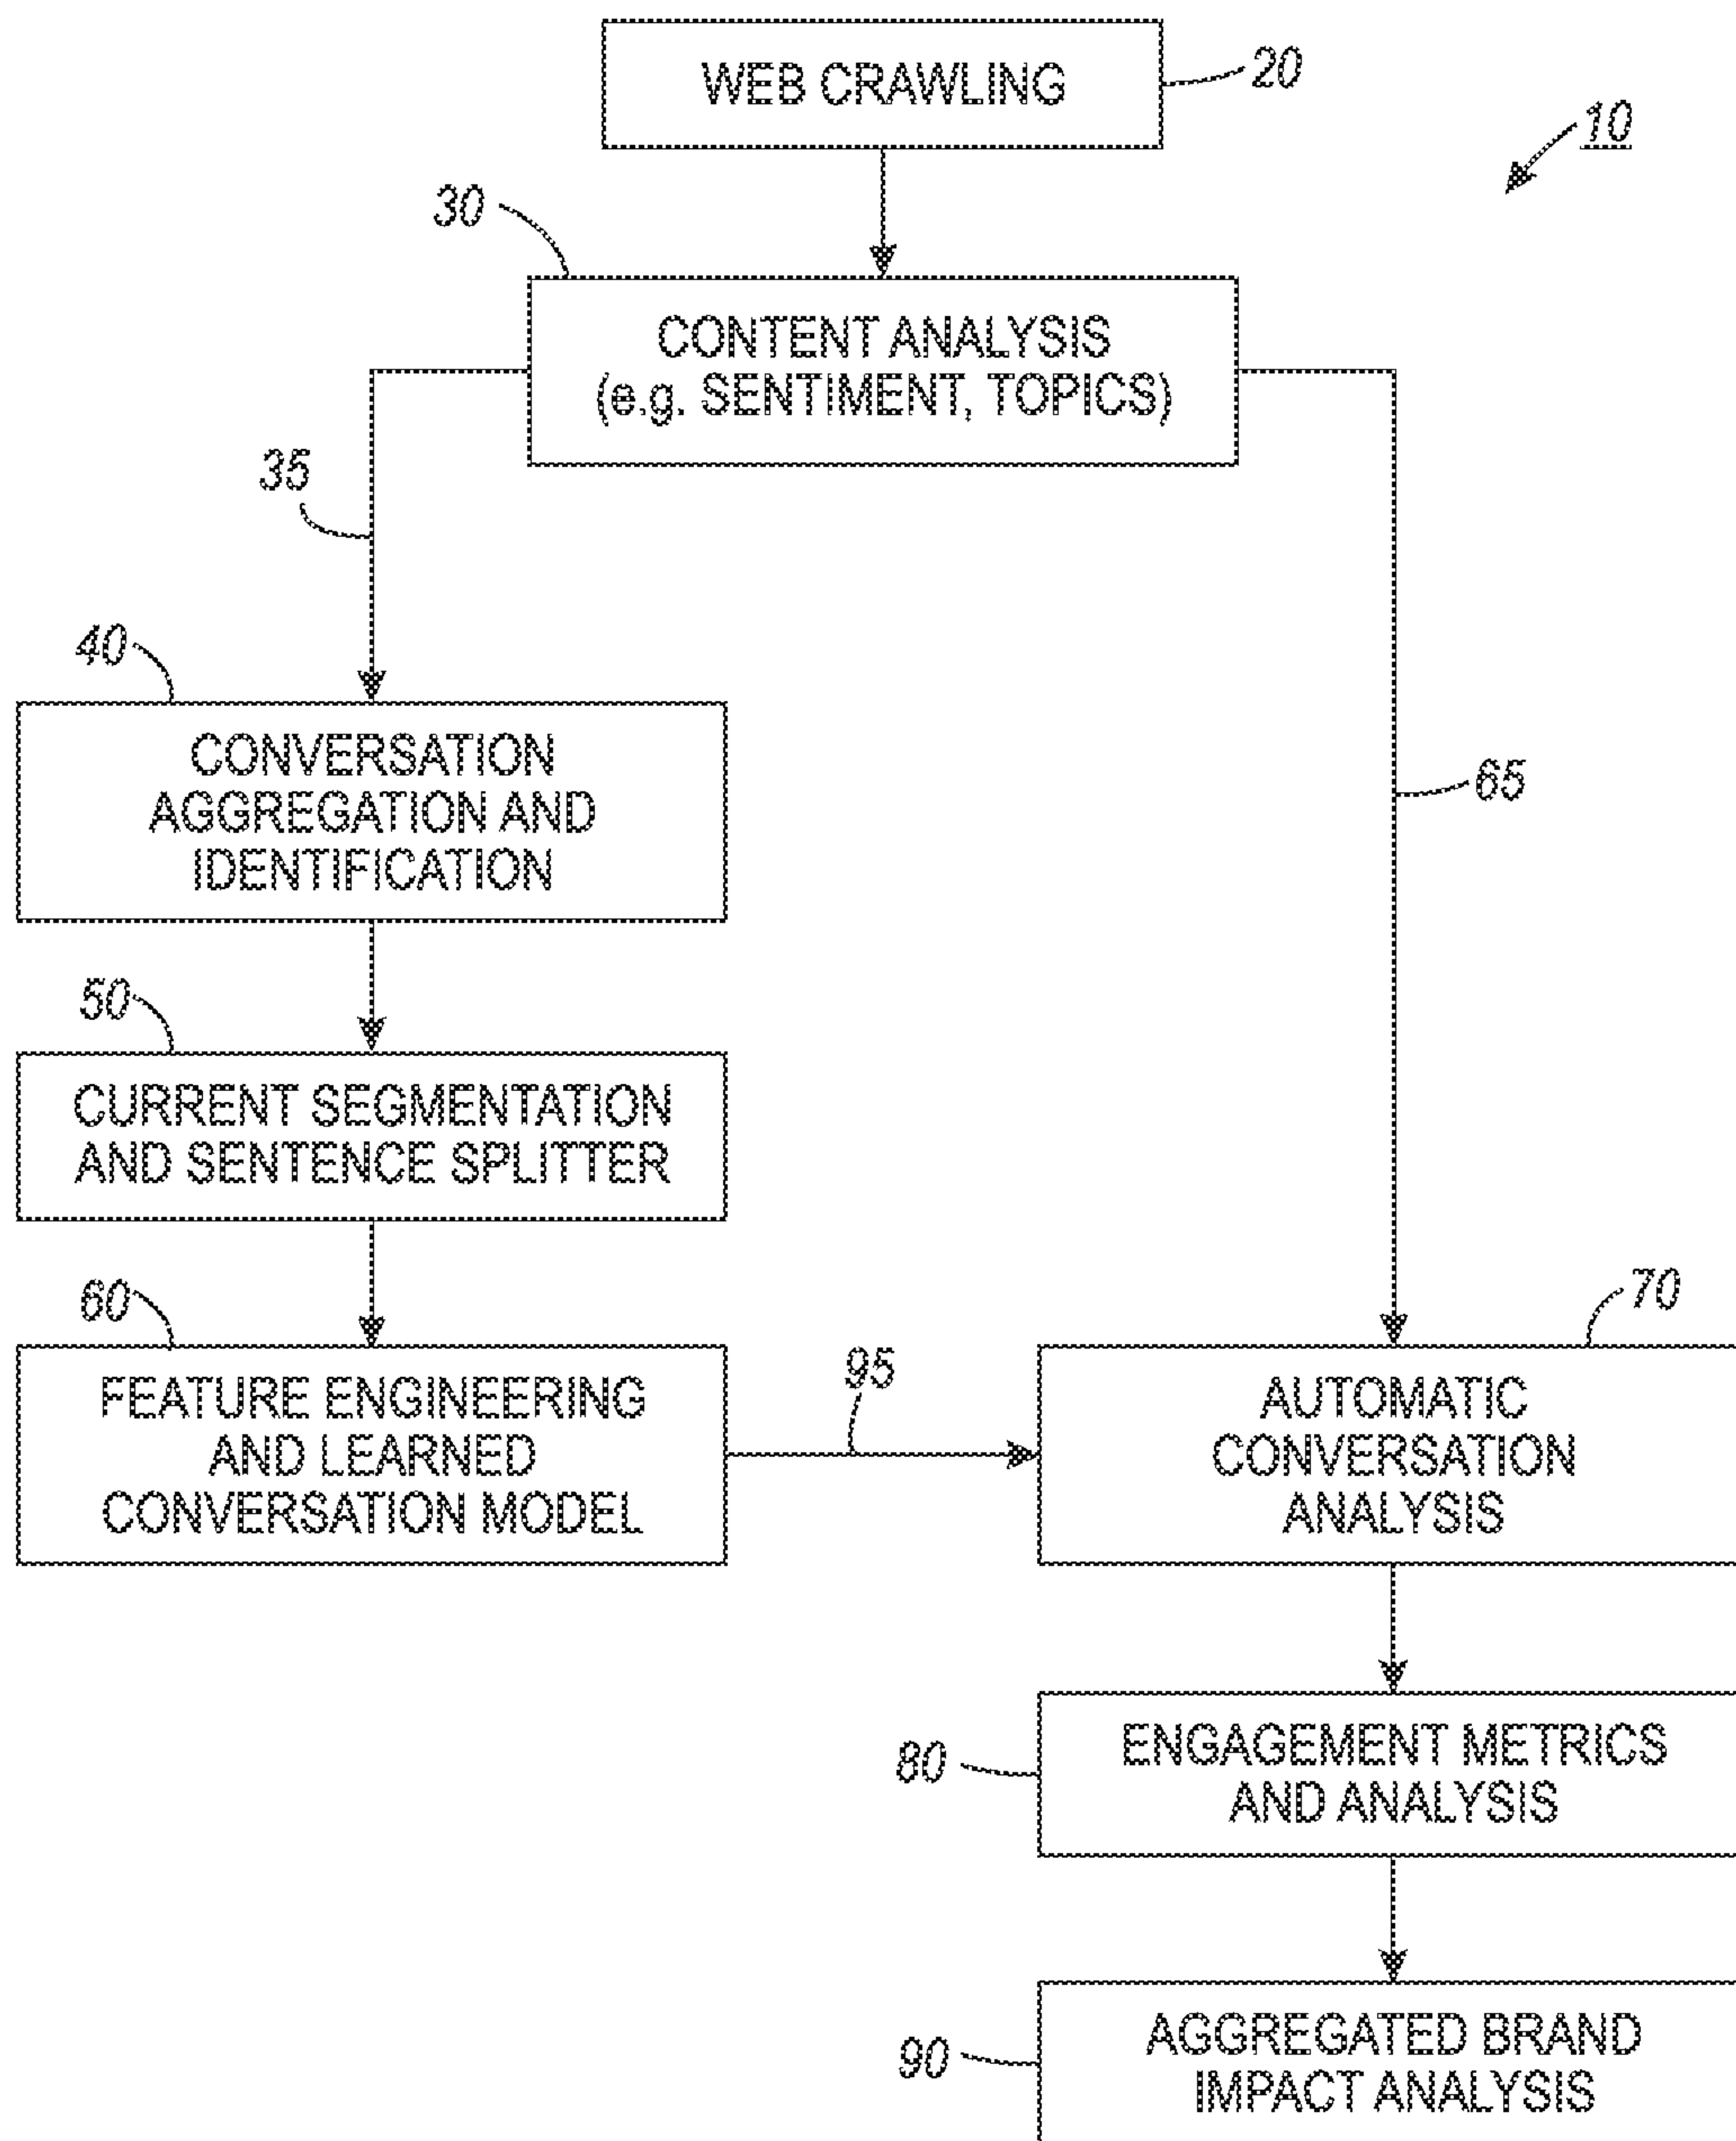 WEB CRAWLING
20
10
30
CONTENT ANALYSIS
(e.g. SENTIMENT, TOPICS)
35
40
CONVERSATION
AGGREGATION AND
IDENTIFICATION
65
50
CURRENT SEGMENTATION
AND SENTENCE SPLITTER
60
FEATURE ENGINEERING
AND LEARNED
CONVERSATION MODEL
95
70
AUTOMATIC
CONVERSATION
ANALYSIS
80
ENGAGEMENT METRICS
AND ANALYSIS
90
AGGREGATED BRAND
IMPACT ANALYSIS